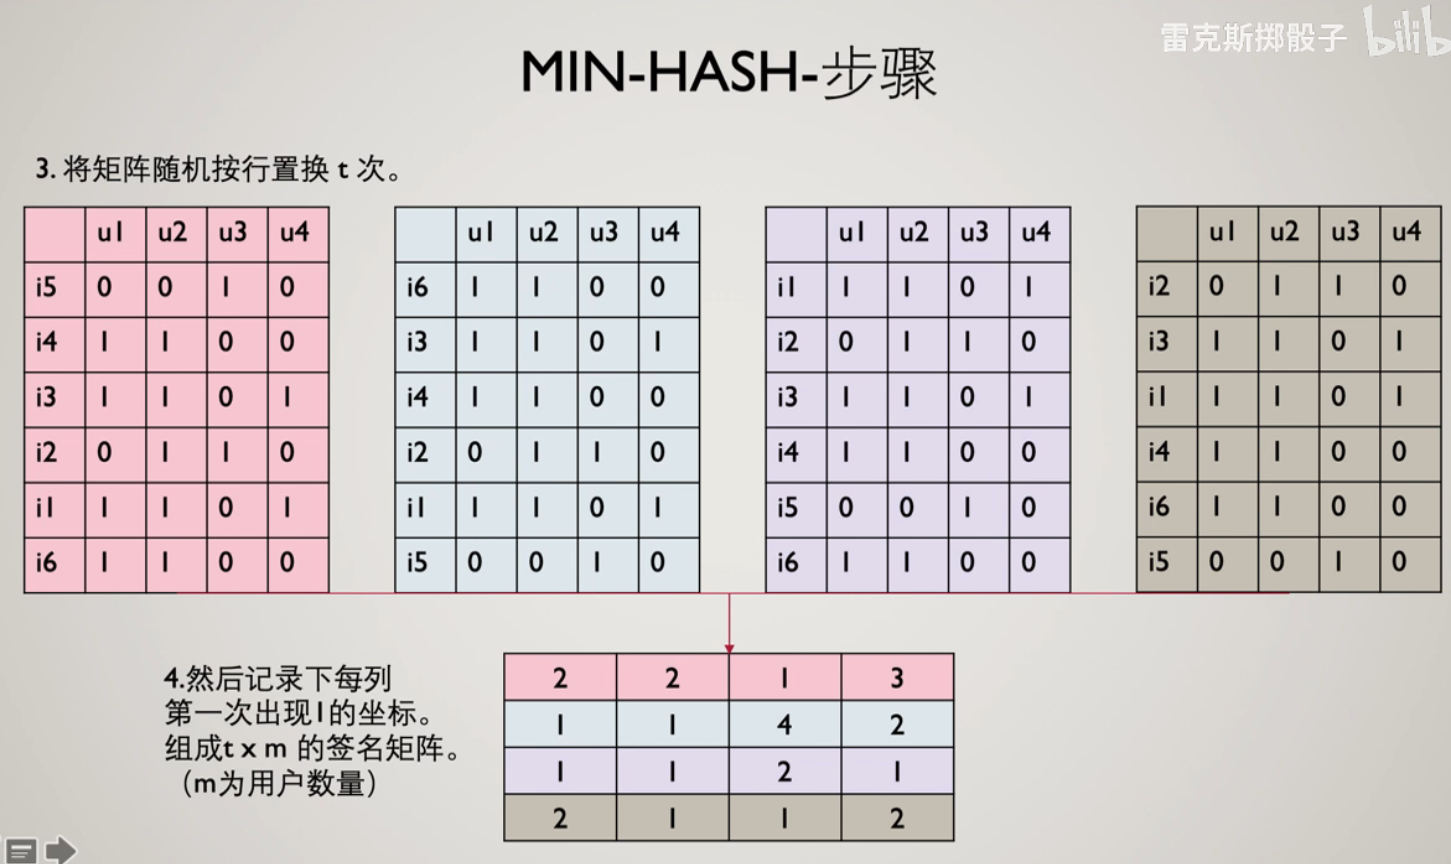 雷克斯掷骰子 bilib
MIN-HASH-步骤
3. 将矩阵随机按行置换 t 次。
u1 u2 u3 u4
i5 0 0 1 0
i4 1 1 0 0
i3 1 1 0 1
i2 0 1 1 0
i1 1 1 0 1
i6 1 1 0 0
u1 u2 u3 u4
i6 1 1 0 0
i3 1 1 0 1
i4 1 1 0 0
i2 0 1 1 0
i1 1 1 0 1
i5 0 0 1 0
u1 u2 u3 u4
i1 1 1 0 1
i2 0 1 1 0
i3 1 1 0 1
i4 1 1 0 0
i5 0 0 1 0
i6 1 1 0 0
u1 u2 u3 u4
i2 0 1 1 0
i3 1 1 0 1
i1 1 1 0 1
i4 1 1 0 0
i6 1 1 0 0
i5 0 0 1 0
4.然后记录下每列
第一次出现1的坐标。
组成t x m 的签名矩阵。
（m为用户数量）
2 2 1 3
1 1 4 2
1 1 2 1
2 1 1 2